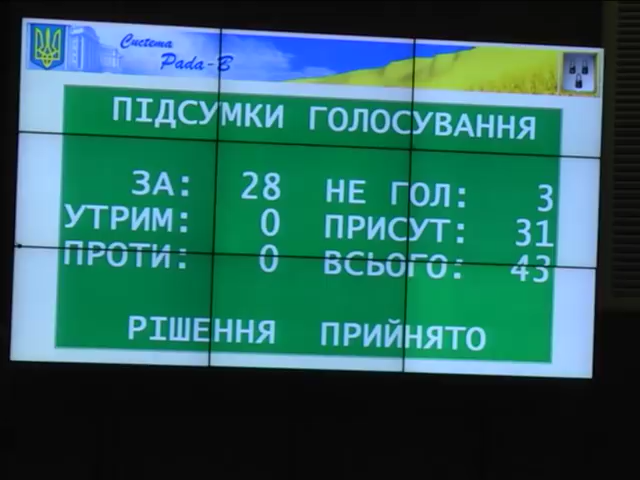 Система
Рада-В
ПІДСУМКИ ГОЛОСУВАННЯ
ЗА: 28 НЕ ГОЛ: 3
УТРИМ: 0 ПРИСУТ: 31
ПРОТИ: 0 ВСЬОГО: 43
РІШЕННЯ ПРИЙНЯТО